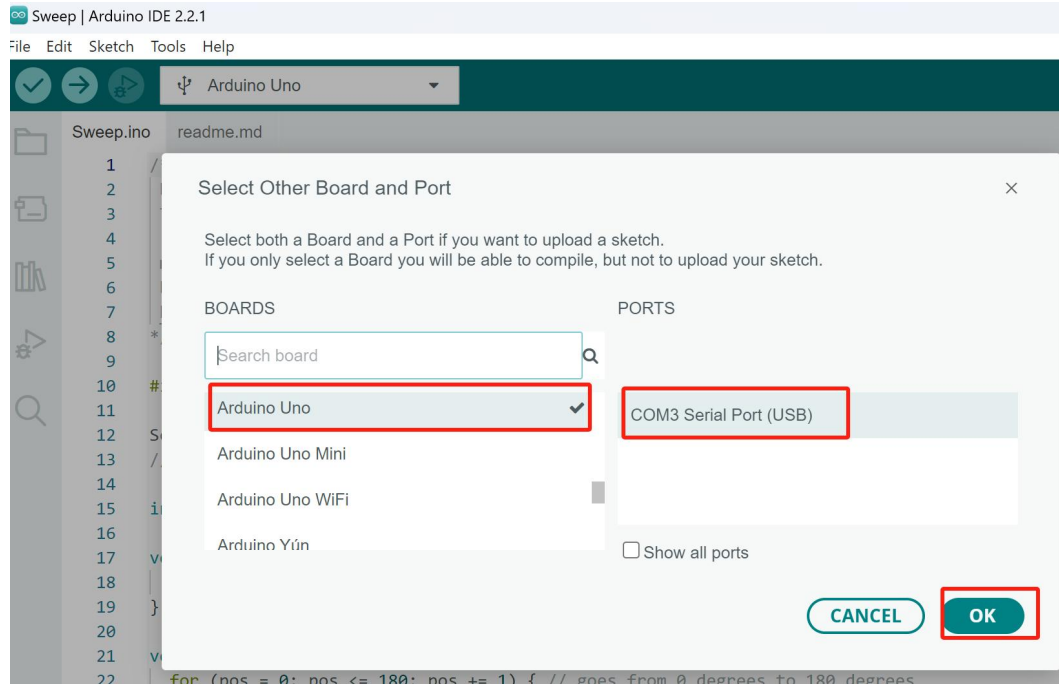 Sweep | Arduino IDE 2.2.1
File Edit Sketch Tools Help
Arduino Uno
Sweep.ino readme.md
Select Other Board and Port
Select both a Board and a Port if you want to upload a sketch.
If you only select a Board you will be able to compile, but not to upload your sketch.
BOARDS PORTS
Search board
Arduino Uno
COM3 Serial Port (USB)
Arduino Uno Mini
Arduino Uno WiFi
Arduino Yún
Show all ports
CANCEL OK
1 /
2
3
4
5
6
7
8 *
9
10 #
11
12 S
13 /
14
15 i
16
17 v
18
19 }
20
21 v
22 for (pos = 0; pos <= 180; pos += 1) { // goes from 0 degrees to 180 degrees